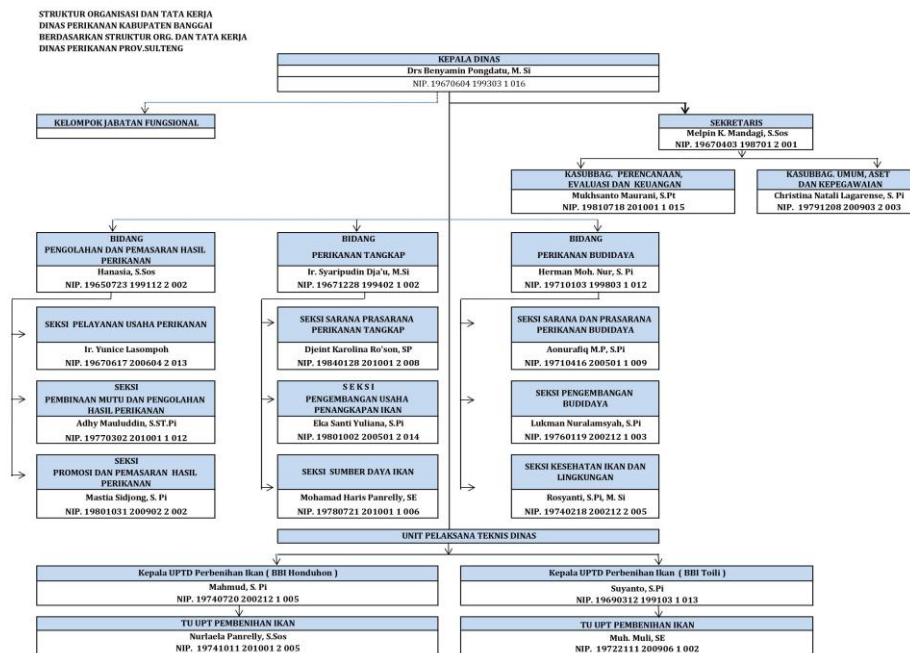 STRUKTUR ORGANISASI DAN TATA KERJA
DINAS PERIKANAN KABUPATEN BANGGAI
BERDASARKAN STRUKTUR ORG. DAN TATA KERJA
DINAS PERIKANAN PROV.SULTENG
KEPALA DINAS
Drs Benyamin Pongdatu, M. Si
NIP. 19670604 199303 1 016
KELOMPOK JABATAN FUNGSIONAL
SEKRETARIS
Melpin K. Mandagi, S.Sos
NIP. 19670403 198701 2 001
KASUBBAG. PERENCANAAN,
EVALUASI DAN KEUANGAN
Mukhsanto Maurani, S.Pt
NIP. 19810718 201001 1 015
KASUBBAG. UMUM, ASET
DAN KEPEGAWAIAN
Christina Natali Lagarense, S. Pi
NIP. 19791208 200903 2 003
BIDANG
PENGOLAHAN DAN PEMASARAN HASIL
PERIKANAN
Hanasia, S.Sos
NIP. 19650723 199112 2 002
SEKSI PELAYANAN USAHA PERIKANAN
Ir. Yunice Lasompoh
NIP. 19670617 200604 2 013
SEKSI
PEMBINAAN MUTU DAN PENGOLAHAN
HASIL PERIKANAN
Adhy Mauluddin, S.ST.Pi
NIP. 19770302 201001 1 012
SEKSI
PROMOSI DAN PEMASARAN HASIL
PERIKANAN
Mastia Sidjong, S. Pi
NIP. 19801031 200902 2 002
BIDANG
PERIKANAN TANGKAP
Ir. Syaripudin Dja'u, M.Si
NIP. 19671228 199402 1 002
SEKSI SARANA PRASARANA
PERIKANAN TANGKAP
Djeint Karolina Ro'son, SP
NIP. 19840128 201001 2 008
S E K S I
PENGEMBANGAN USAHA
PENANGKAPAN IKAN
Eka Santi Yuliana, S.Pi
NIP. 19801002 200501 2 014
SEKSI SUMBER DAYA IKAN
Mohamad Haris Panrelly, SE
NIP. 19780721 201001 1 006
BIDANG
PERIKANAN BUDIDAYA
Herman Moh. Nur, S. Pi
NIP. 19710103 199803 1 012
SEKSI SARANA DAN PRASARANA
PERIKANAN BUDIDAYA
Aonurafiq M.P, S.Pi
NIP. 19710416 200501 1 009
SEKSI PENGEMBANGAN
BUDIDAYA
Lukman Nuralamsyah, S.Pi
NIP. 19760119 200212 1 003
SEKSI KESEHATAN IKAN DAN
LINGKUNGAN
Rosyanti, S.Pi, M. Si
NIP. 19740218 200212 2 005
UNIT PELAKSANA TEKNIS DINAS
Kepala UPTD Perbenihan Ikan ( BBI Honduhon )
Mahmud, S. Pi
NIP. 19740720 200212 1 005
TU UPT PEMBENIHAN IKAN
Nurlaela Panrelly, S.Sos
NIP. 19741011 201001 2 005
Kepala UPTD Perbenihan Ikan ( BBI Toili )
Suyanto, S.Pi
NIP. 19690312 199103 1 013
TU UPT PEMBENIHAN IKAN
Muh. Muli, SE
NIP. 19722111 200906 1 002